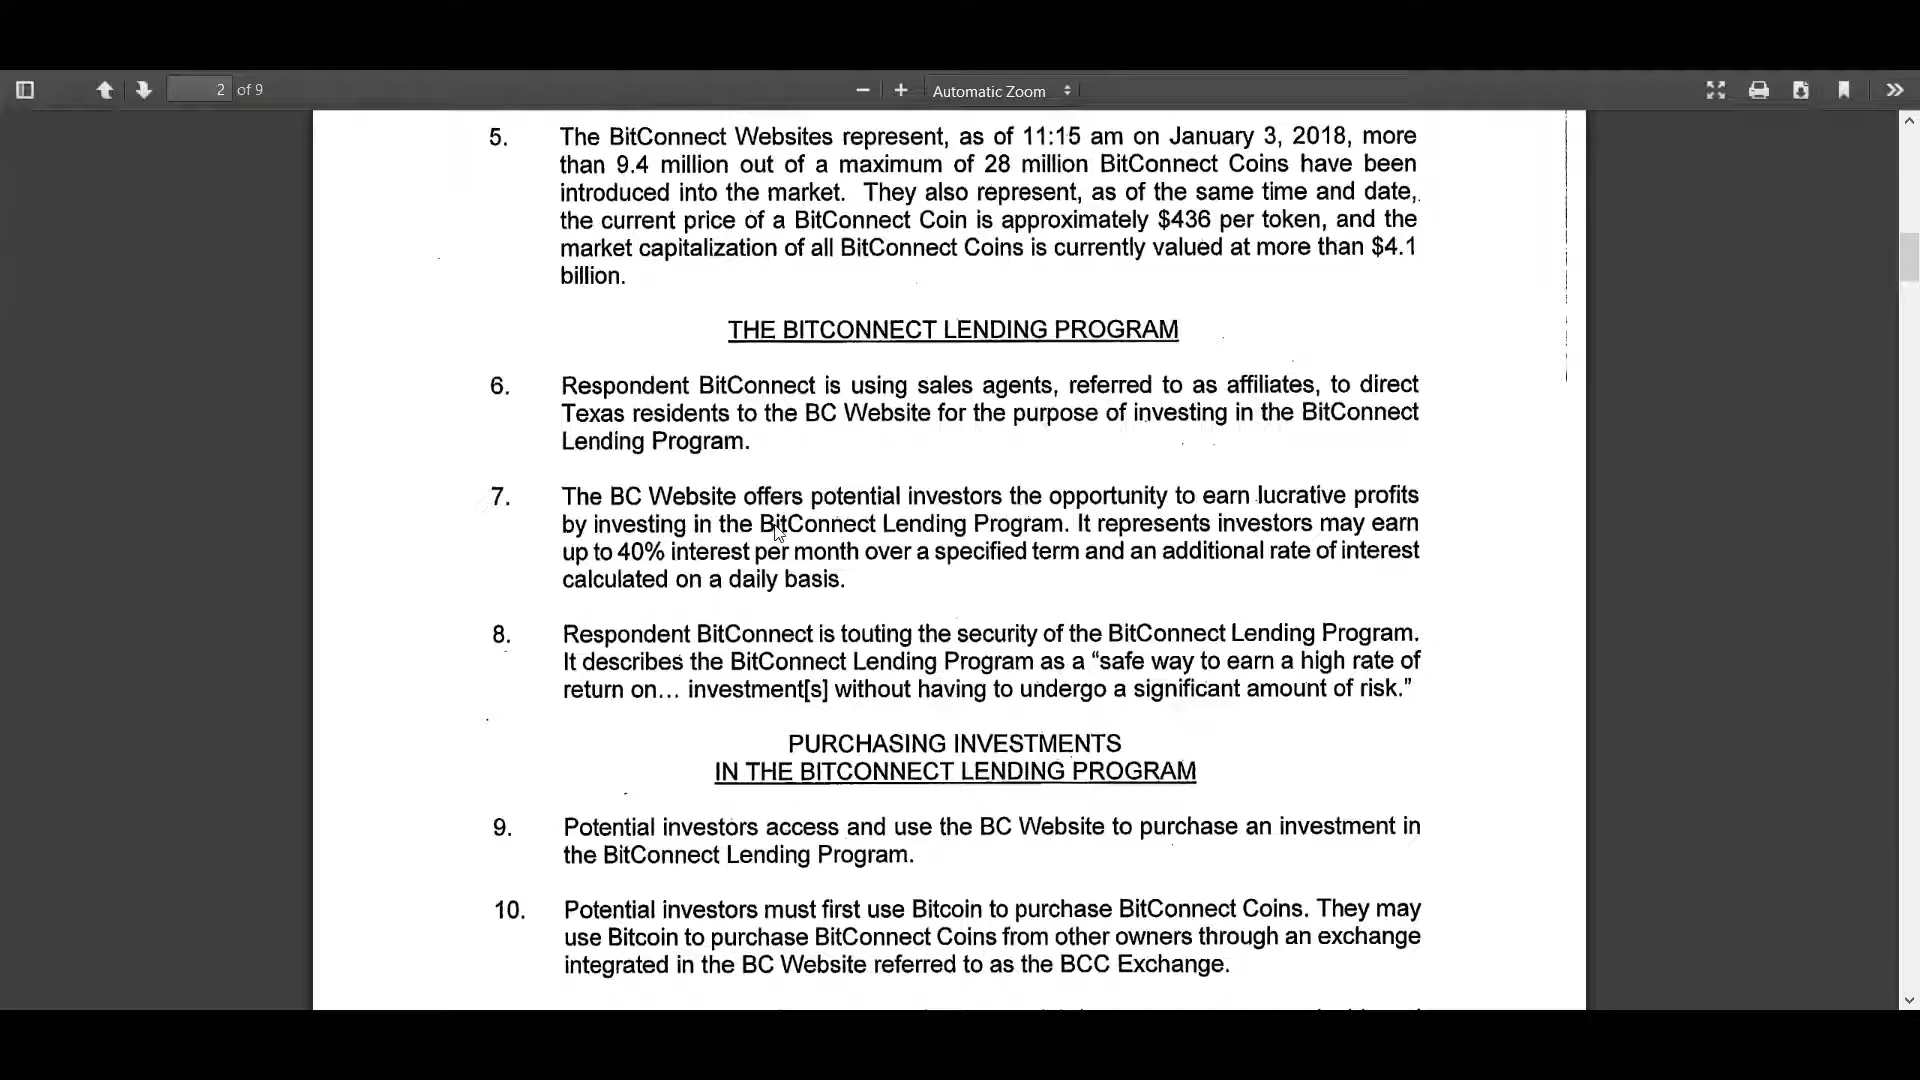 2 of 9
Automatic Zoom
5. The BitConnect Websites represent, as of 11:15 am on January 3, 2018, more
than 9.4 million out of a maximum of 28 million BitConnect Coins have been
introduced into the market. They also represent, as of the same time and date,
the current price of a BitConnect Coin is approximately $436 per token, and the
market capitalization of all BitConnect Coins is currently valued at more than $4.1
billion.
THE BITCONNECT LENDING PROGRAM
6. Respondent BitConnect is using sales agents, referred to as affiliates, to direct
Texas residents to the BC Website for the purpose of investing in the BitConnect
Lending Program.
7. The BC Website offers potential investors the opportunity to earn lucrative profits
by investing in the BitConnect Lending Program. It represents investors may earn
up to 40% interest per month over a specified term and an additional rate of interest
calculated on a daily basis.
8. Respondent BitConnect is touting the security of the BitConnect Lending Program.
It describes the BitConnect Lending Program as a “safe way to earn a high rate of
return on... investment[s] without having to undergo a significant amount of risk.”
PURCHASING INVESTMENTS
IN THE BITCONNECT LENDING PROGRAM
9. Potential investors access and use the BC Website to purchase an investment in
the BitConnect Lending Program.
10. Potential investors must first use Bitcoin to purchase BitConnect Coins. They may
use Bitcoin to purchase BitConnect Coins from other owners through an exchange
integrated in the BC Website referred to as the BCC Exchange.